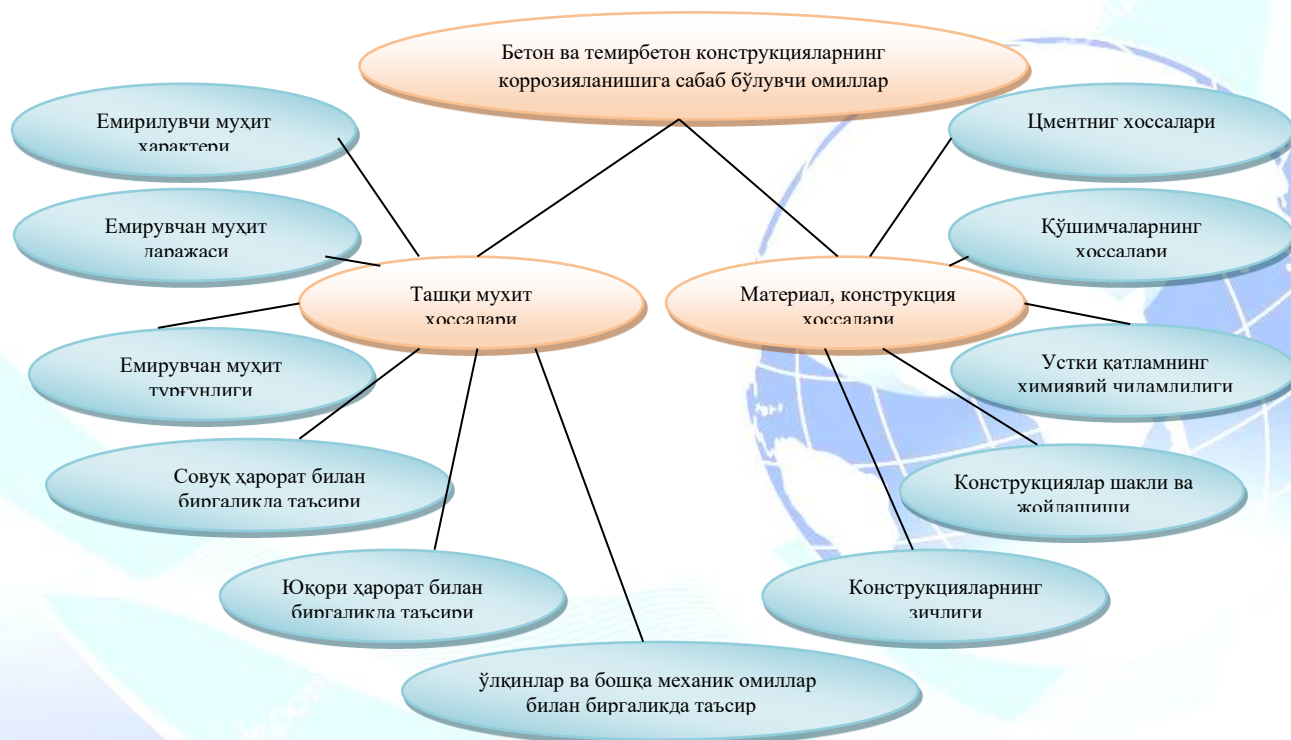 Бетон ва темирбетон конструкцияларнинг
коррозияланишига сабаб бўлувчи омиллар
Емирилувчи муҳит
характери
Цментниг хоссалари
Емирувчан муҳит
даражаси
Қўшимчаларнинг
хоссалари
Ташқи муҳит
хоссалари
Материал, конструкция
хоссалари
Емирувчан муҳит
турғунлиги
Устки қатламнинг
химиявий чидамлилиги
Совуқ ҳарорат билан
биргаликда таъсири
Конструкциялар шакли ва
жойлашиши
Юқори ҳарорат билан
биргаликда таъсири
Конструкцияларнинг
зичлиги
ўлқинлар ва бошқа механик омиллар
билан биргаликда таъсир